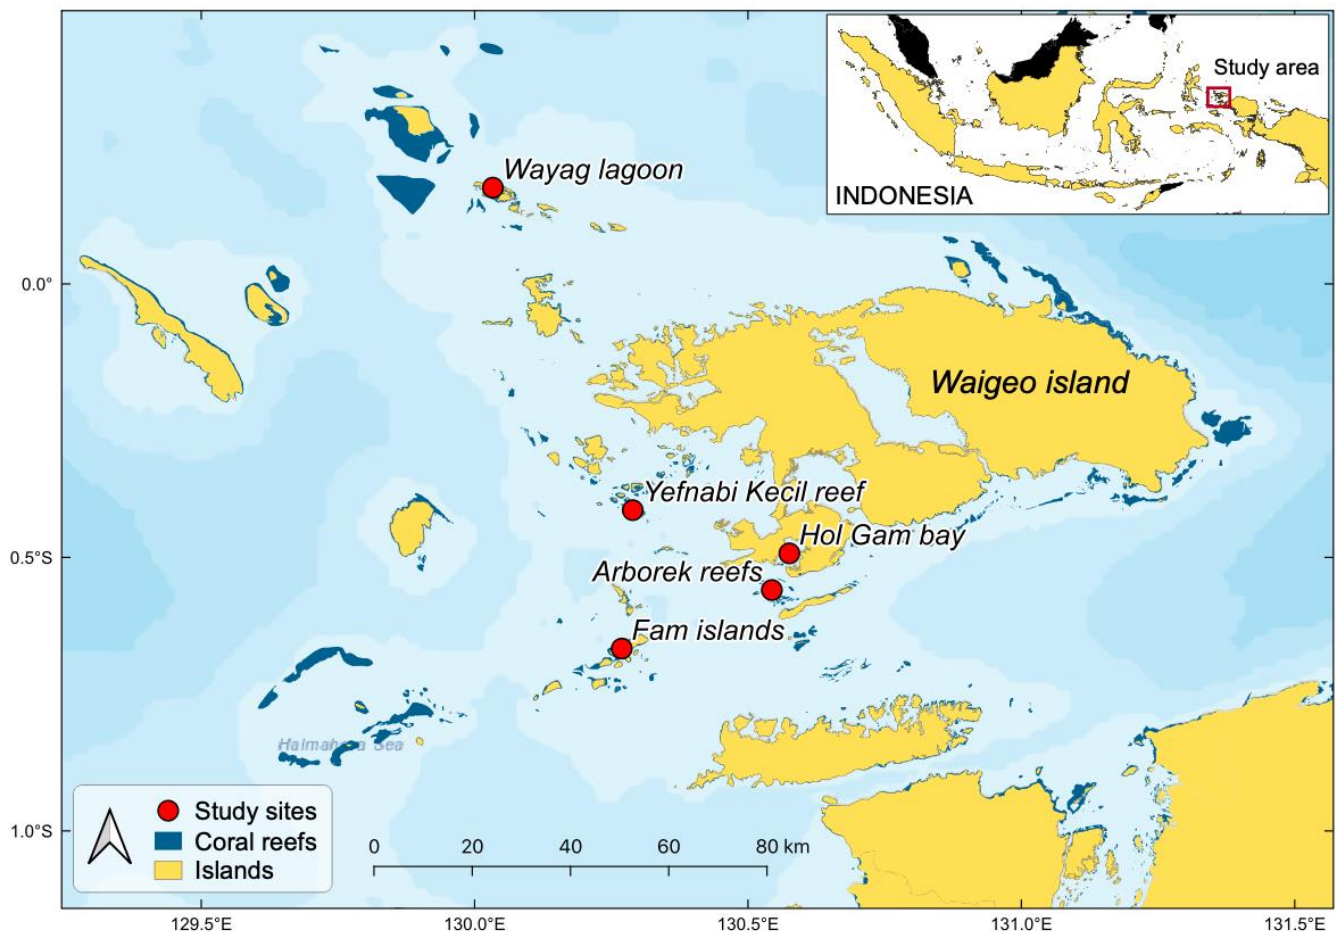 Study area
INDONESIA
Wayag lagoon
0.0°
Waigeo island
Yefnabi Kecil reef
Hol Gam bay
0.5°S
Arborek reefs
Fam islands
Halmahera Sea
Study sites
Coral reefs
Islands
1.0°S
0 20 40 60 80 km
129.5°E 130.0°E 130.5°E 131.0°E 131.5°E